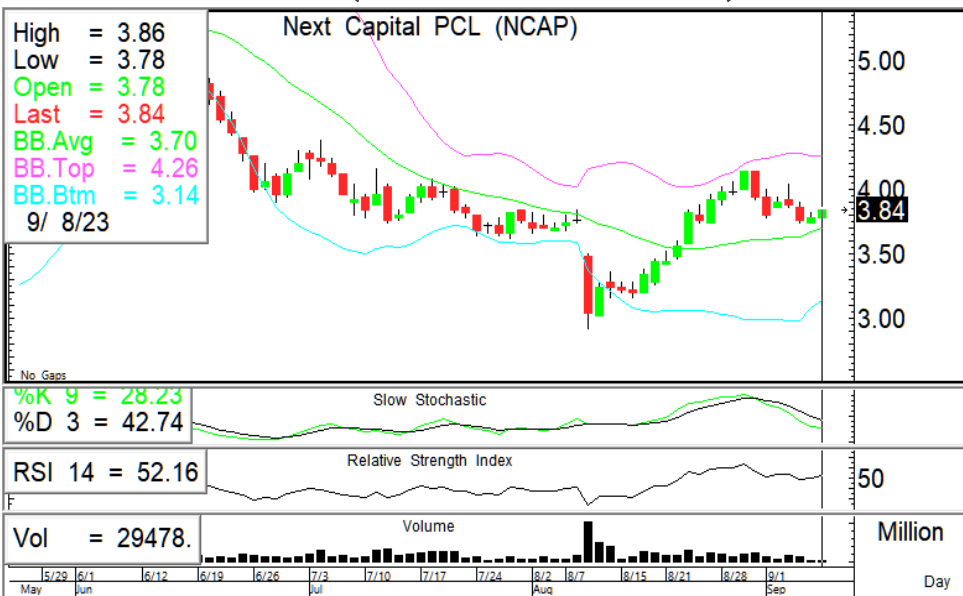 Next Capital PCL (NCAP)
High = 3.86
Low = 3.78
Open = 3.78
Last = 3.84
BB.Avg = 3.70
BB.Top = 4.26
BB.Btm = 3.14
9/ 8/23
5.00
4.50
4.00
3.84
3.50
3.00
No Gaps
%K 9 = 28.23
%D 3 = 42.74
Slow Stochastic
RSI 14 = 52.16
Relative Strength Index
50
Vol = 29478.
Volume
Million
5/29 6/1 6/12 6/19 6/26 7/3 7/10 7/17 7/24 8/2 8/7 8/15 8/21 8/28 9/1
May Jun Jul Aug Sep
Day